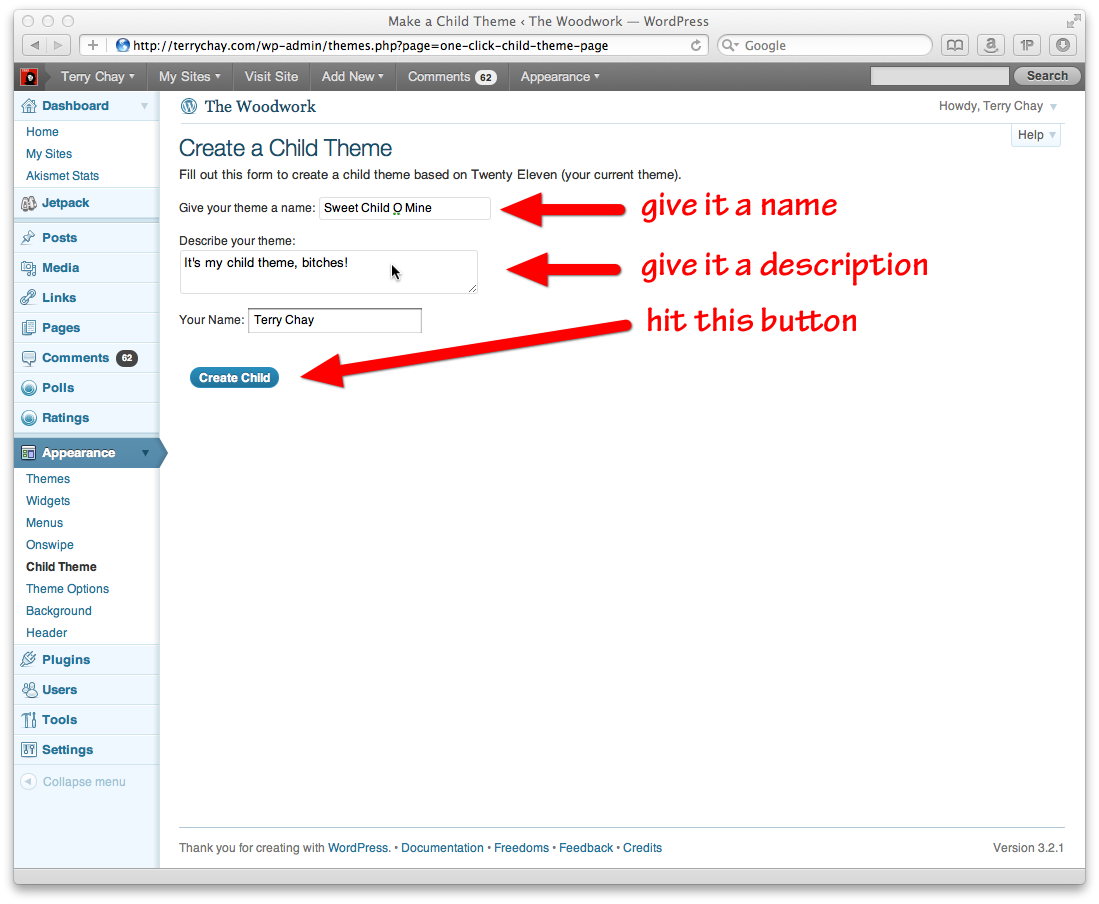 Make a Child Theme ‹ The Woodwork — WordPress
http://terrychay.com/wp-admin/themes.php?page=one-click-child-theme-page
Google
1P
Terry Chay
My Sites
Visit Site
Add New
Comments 62
Appearance
Search
Dashboard
Home
My Sites
Akismet Stats
Jetpack
Posts
Media
Links
Pages
Comments 62
Polls
Ratings
Appearance
Themes
Widgets
Menus
Onswipe
Child Theme
Theme Options
Background
Header
Plugins
Users
Tools
Settings
Collapse menu
The Woodwork
Howdy, Terry Chay
Help
Create a Child Theme
Fill out this form to create a child theme based on Twenty Eleven (your current theme).
Give your theme a name: Sweet Child O Mine
give it a name
Describe your theme:
It's my child theme, bitches!
give it a description
Your Name: Terry Chay
hit this button
Create Child
Thank you for creating with WordPress. • Documentation • Freedoms • Feedback • Credits
Version 3.2.1